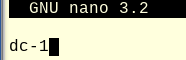 GNU nano 3.2
dc-1